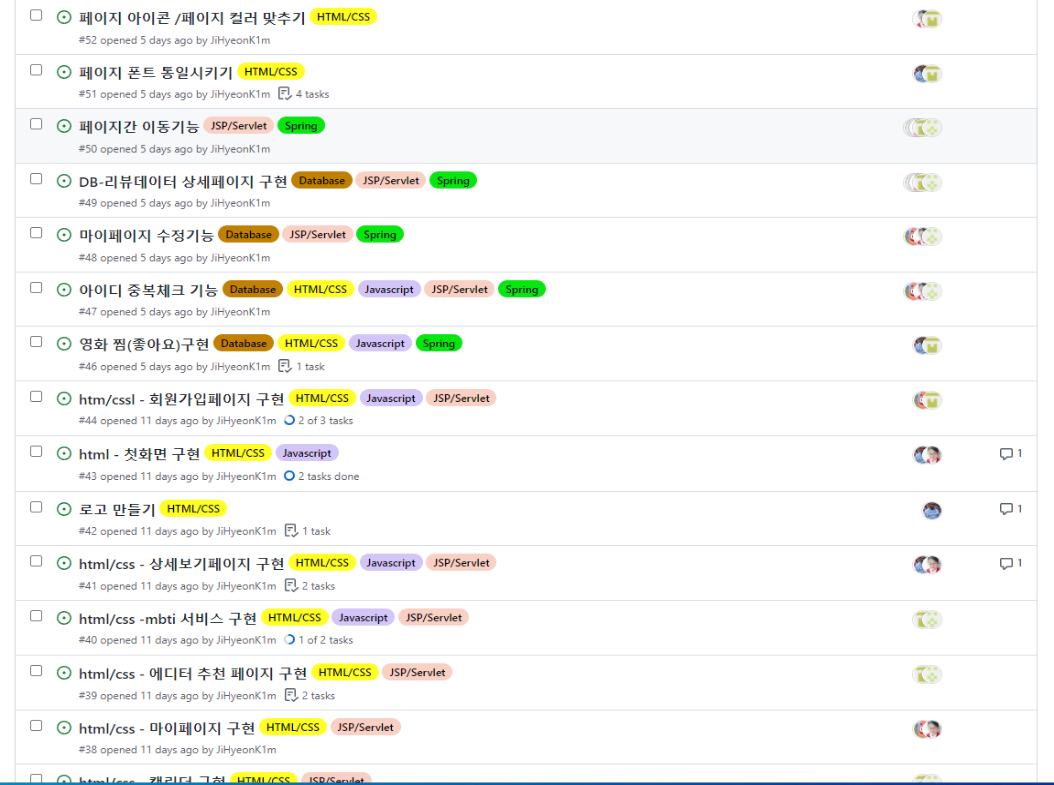 페이지 아이콘 /페이지 컬러 맞추기 HTML/CSS
#52 opened 5 days ago by JiHyeonK1m
페이지 폰트 통일시키기 HTML/CSS
#51 opened 5 days ago by JiHyeonK1m 4 tasks
페이지간 이동기능 JSP/Servlet Spring
#50 opened 5 days ago by JiHyeonK1m
DB-리뷰데이터 상세페이지 구현 Database JSP/Servlet Spring
#49 opened 5 days ago by JiHyeonK1m
마이페이지 수정기능 Database JSP/Servlet Spring
#48 opened 5 days ago by JiHyeonK1m
아이디 중복체크 기능 Database HTML/CSS Javascript JSP/Servlet Spring
#47 opened 5 days ago by JiHyeonK1m
영화 찜(좋아요)구현 Database HTML/CSS Javascript Spring
#46 opened 5 days ago by JiHyeonK1m 1 task
htm/cssl - 회원가입페이지 구현 HTML/CSS Javascript JSP/Servlet
#44 opened 11 days ago by JiHyeonK1m 2 of 3 tasks
html - 첫화면 구현 HTML/CSS Javascript 1
#43 opened 11 days ago by JiHyeonK1m 2 tasks done
로고 만들기 HTML/CSS 1
#42 opened 11 days ago by JiHyeonK1m 1 task
html/css - 상세보기페이지 구현 HTML/CSS Javascript JSP/Servlet 1
#41 opened 11 days ago by JiHyeonK1m 2 tasks
html/css -mbti 서비스 구현 HTML/CSS Javascript JSP/Servlet
#40 opened 11 days ago by JiHyeonK1m 1 of 2 tasks
html/css - 에디터 추천 페이지 구현 HTML/CSS JSP/Servlet
#39 opened 11 days ago by JiHyeonK1m 2 tasks
html/css - 마이페이지 구현 HTML/CSS JSP/Servlet
#38 opened 11 days ago by JiHyeonK1m
html/css - 캘린더 구현 HTML/CSS JSP/Servlet